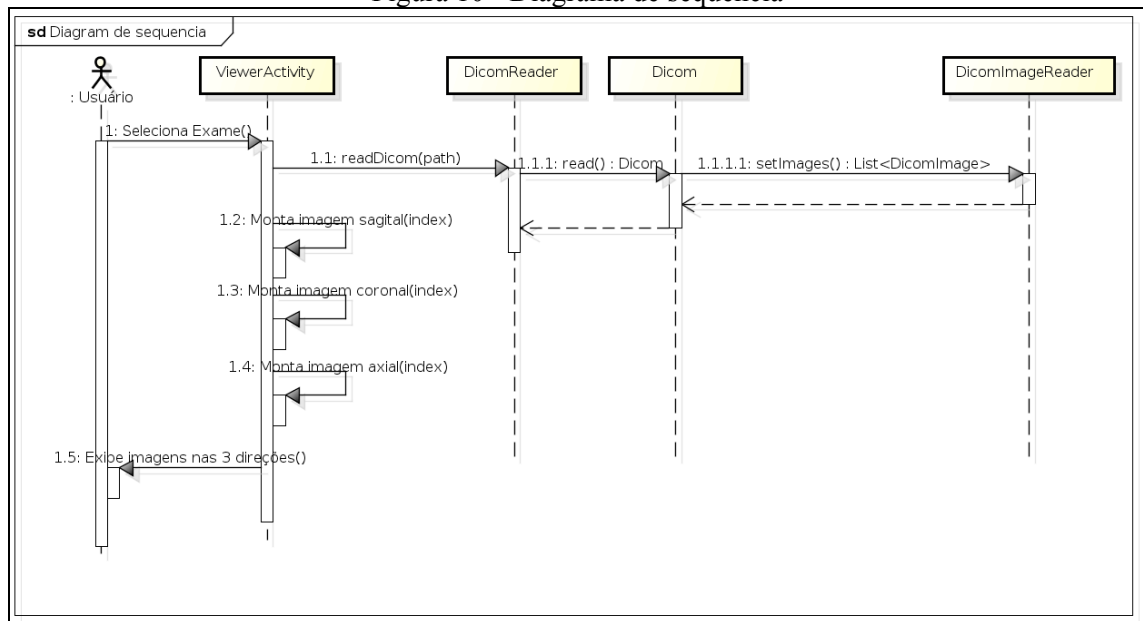 sd Diagram de sequencia
: Usuário
ViewerActivity
DicomReader
Dicom
DicomImageReader
1: Seleciona Exame()
1.1: readDicom(path)
1.1.1: read() : Dicom
1.1.1.1: setImages() : List<DicomImage>
1.2: Monta imagem sagital(index)
1.3: Monta imagem coronal(index)
1.4: Monta imagem axial(index)
1.5: Exibe imagens nas 3 direções()